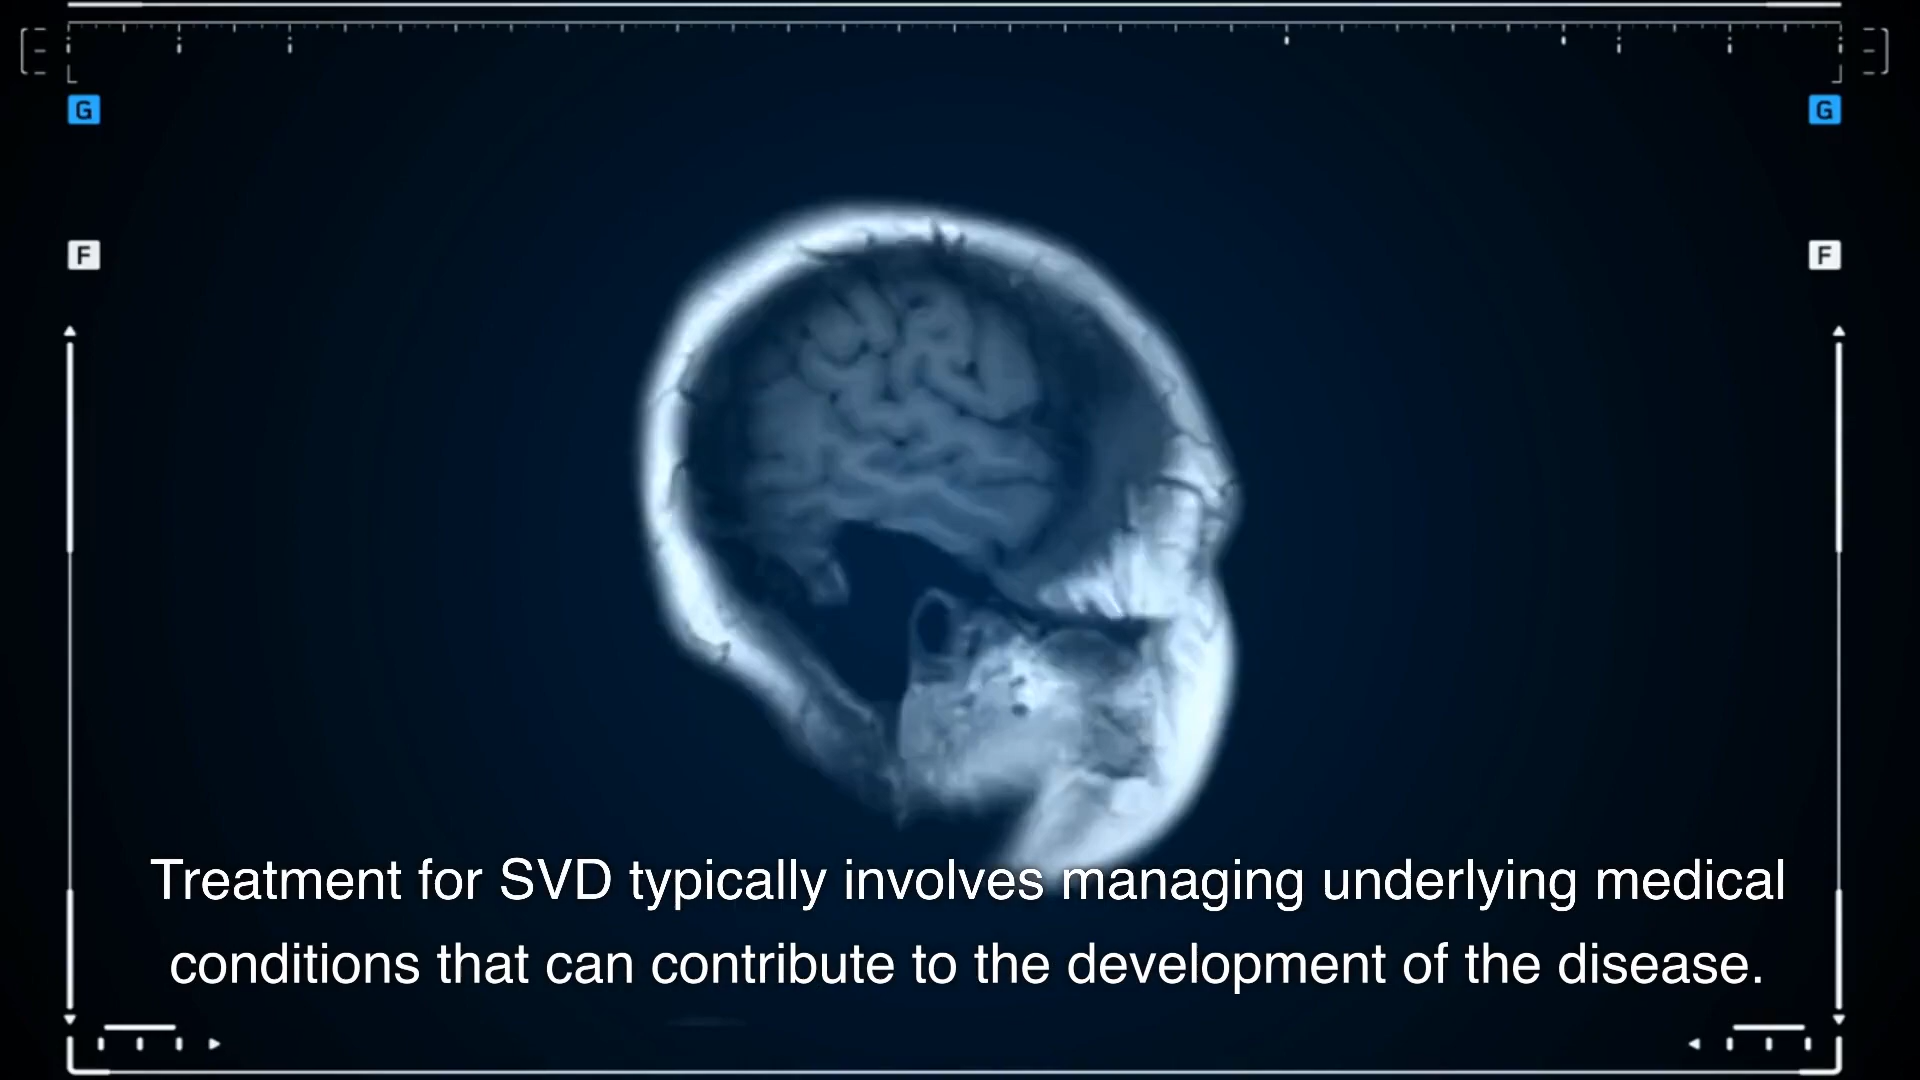 G G
F F
Treatment for SVD typically involves managing underlying medical
conditions that can contribute to the development of the disease.